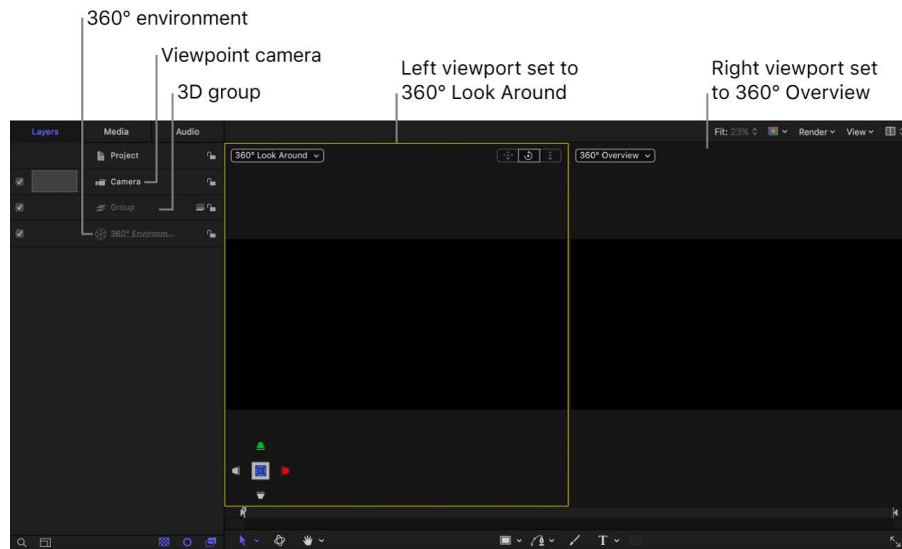 360° environment
Viewpoint camera
3D group
Left viewport set to
360° Look Around
Right viewport set
to 360° Overview
Layers Media Audio Fit: 23% Render View
Project
360° Look Around 360° Overview
Camera
Group
360° Environm...
T